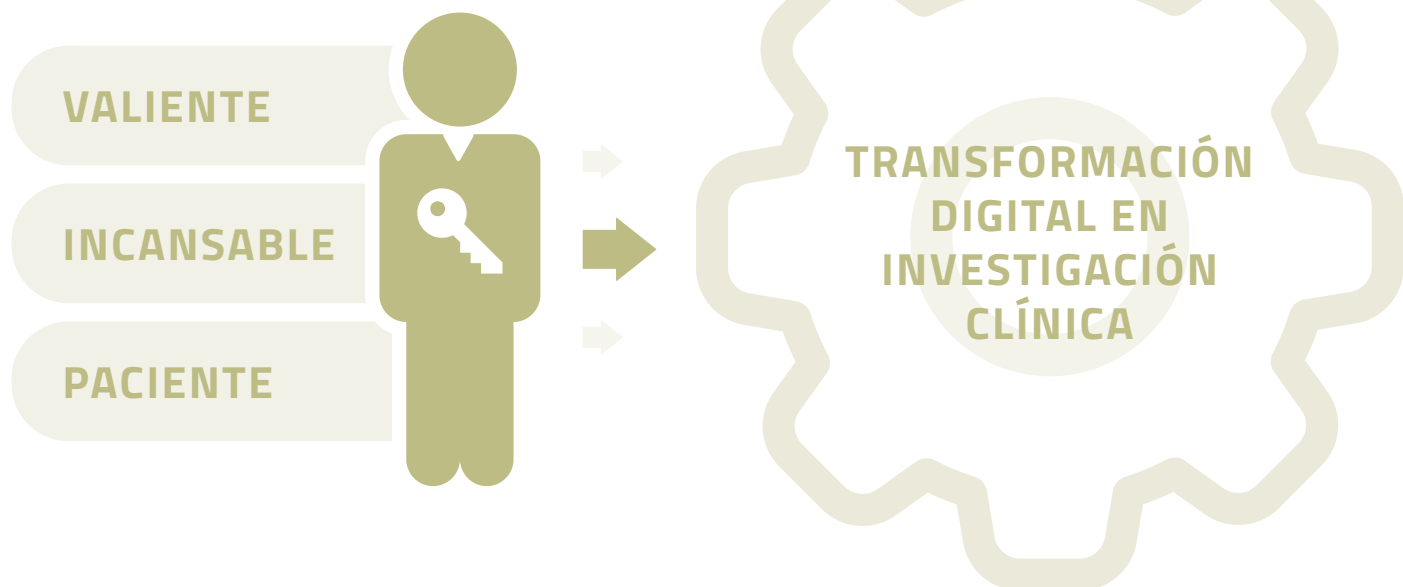 VALIENTE
INCANSABLE
PACIENTE
TRANSFORMACIÓN
DIGITAL EN
INVESTIGACIÓN
CLÍNICA